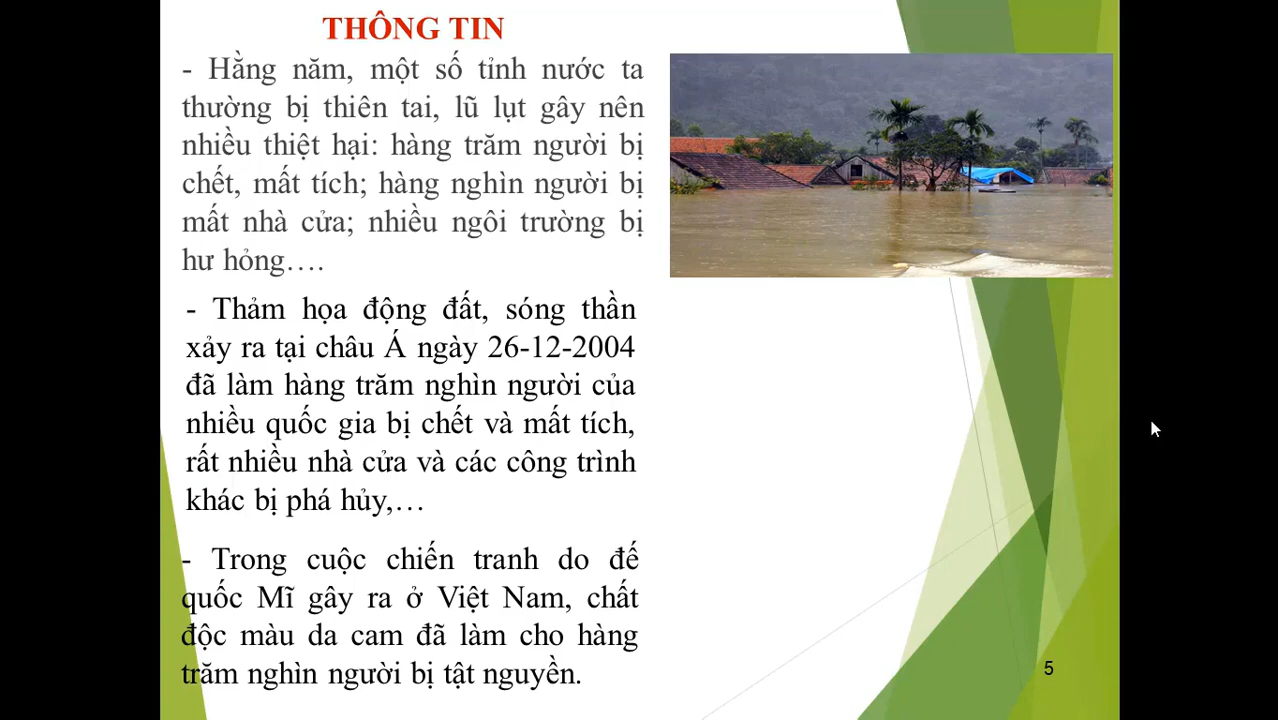 THÔNG TIN
- Hằng năm, một số tỉnh nước ta
thường bị thiên tai, lũ lụt gây nên
nhiều thiệt hại: hàng trăm người bị
chết, mất tích; hàng nghìn người bị
mất nhà cửa; nhiều ngôi trường bị
hư hỏng….
- Thảm họa động đất, sóng thần
xảy ra tại châu Á ngày 26-12-2004
đã làm hàng trăm nghìn người của
nhiều quốc gia bị chết và mất tích,
rất nhiều nhà cửa và các công trình
khác bị phá hủy,…
- Trong cuộc chiến tranh do đế
quốc Mĩ gây ra ở Việt Nam, chất
độc màu da cam đã làm cho hàng
trăm nghìn người bị tật nguyền.
5